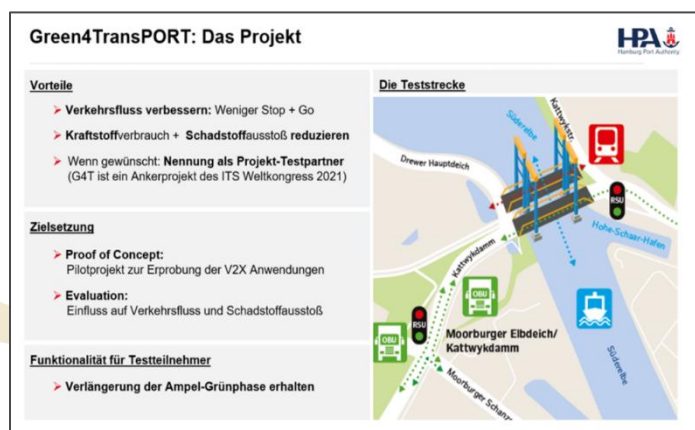 Green4TransPORT: Das Projekt
HPA
Hamburg Port Authority
Vorteile
Verkehrsfluss verbessern: Weniger Stop + Go
Kraftstoffverbrauch + Schadstoffausstoß reduzieren
Wenn gewünscht: Nennung als Projekt-Testpartner
(G4T ist ein Ankerprojekt des ITS Weltkongress 2021)
Zielsetzung
Proof of Concept:
Pilotprojekt zur Erprobung der V2X Anwendungen
Evaluation:
Einfluss auf Verkehrsfluss und Schadstoffausstoß
Funktionalität für Testteilnehmer
Verlängerung der Ampel-Grünphase erhalten
Die Teststrecke
Süderelbe
Kattwykstr.
Drewer Hauptdeich
RSU
Hohe-Schaar-Hafen
Kattwykdamm
OBU
RSU
OBU
Moorburger Elbdeich/
Kattwykdamm
Süderelbe
Moorburger Schanze